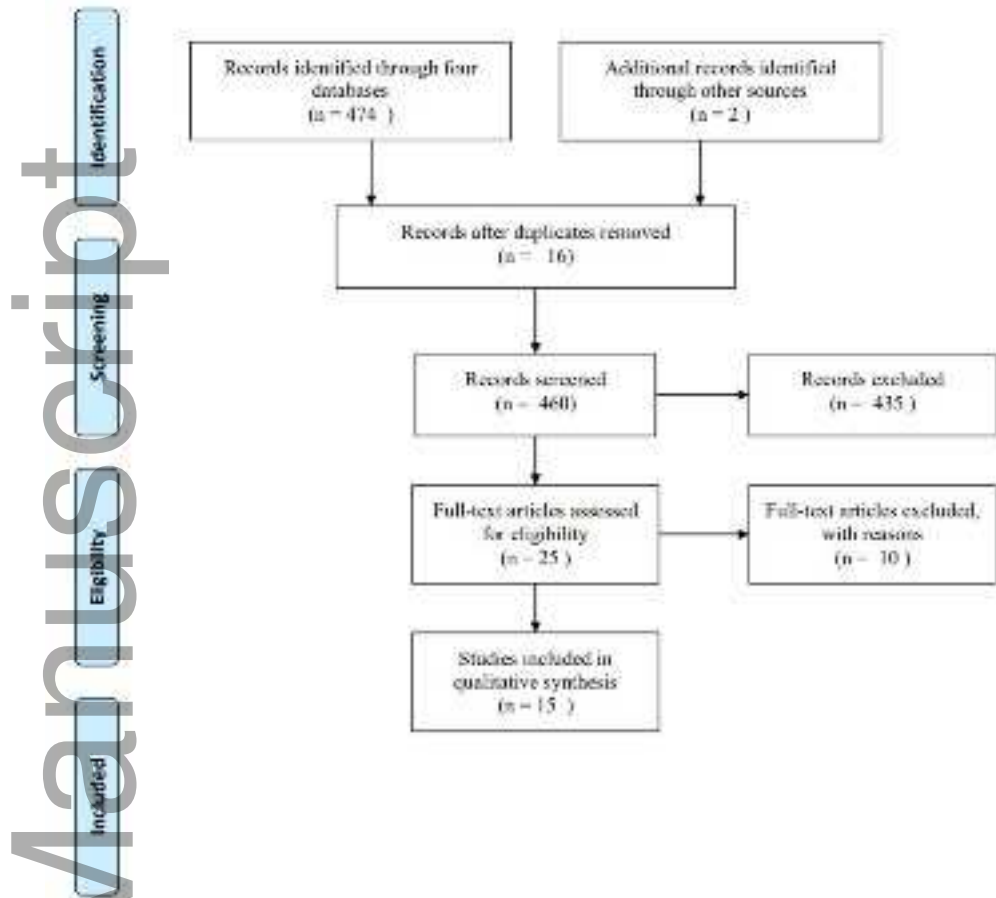 Identification
Screening
Eligibility
Included
Records identified through four
databases
(n = 474 )
Additional records identified
through other sources
(n = 2 )
Records after duplicates removed
(n = 16)
Records screened
(n = 460)
Records excluded
(n = 435 )
Full-text articles assessed
for eligibility
(n = 25 )
Full-text articles excluded,
with reasons
(n = 10 )
Studies included in
qualitative synthesis
(n = 15 )
Manuscript